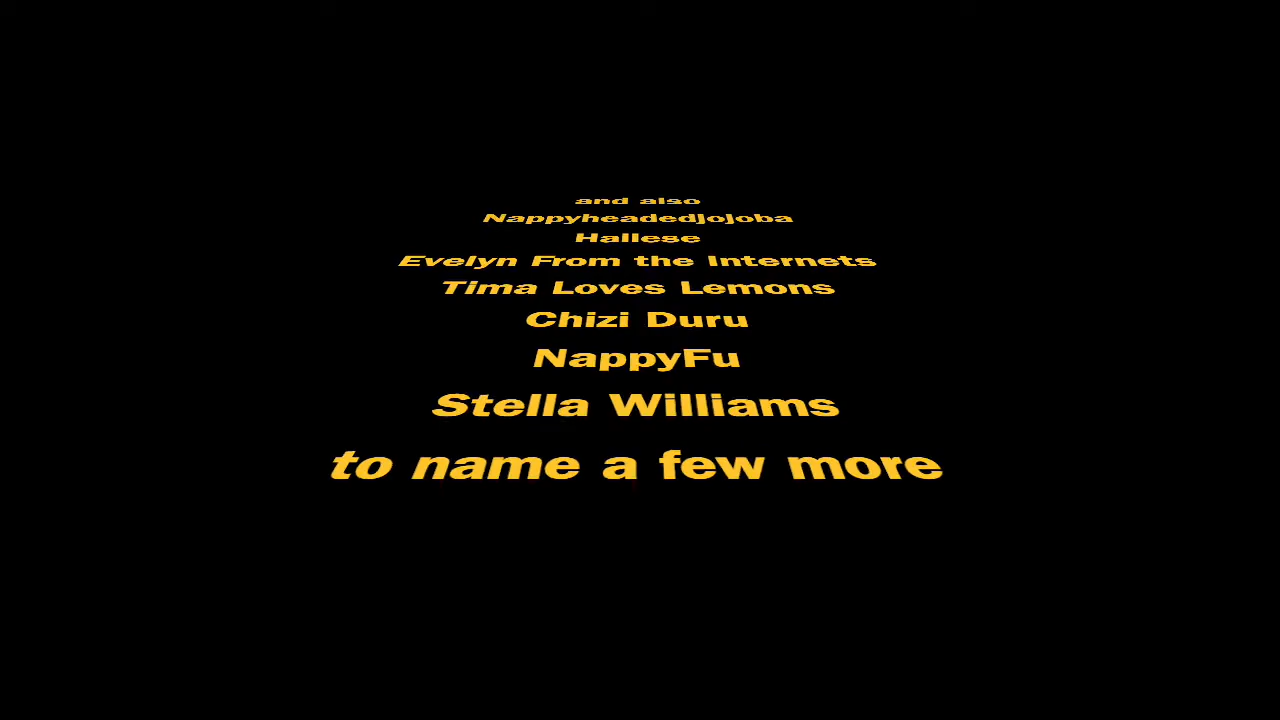 and also
NappyheadedJoJoba
Hallese
Evelyn From the Internets
Tima Loves Lemons
Chizi Duru
NappyFu
Stella Williams
to name a few more